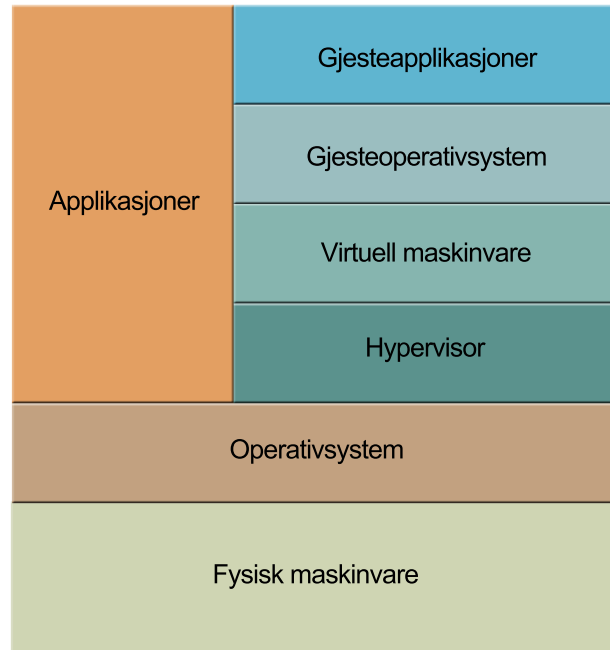 Gjesteapplikasjoner
Gjesteoperativsystem
Applikasjoner
Virtuell maskinvare
Hypervisor
Operativsystem
Fysisk maskinvare